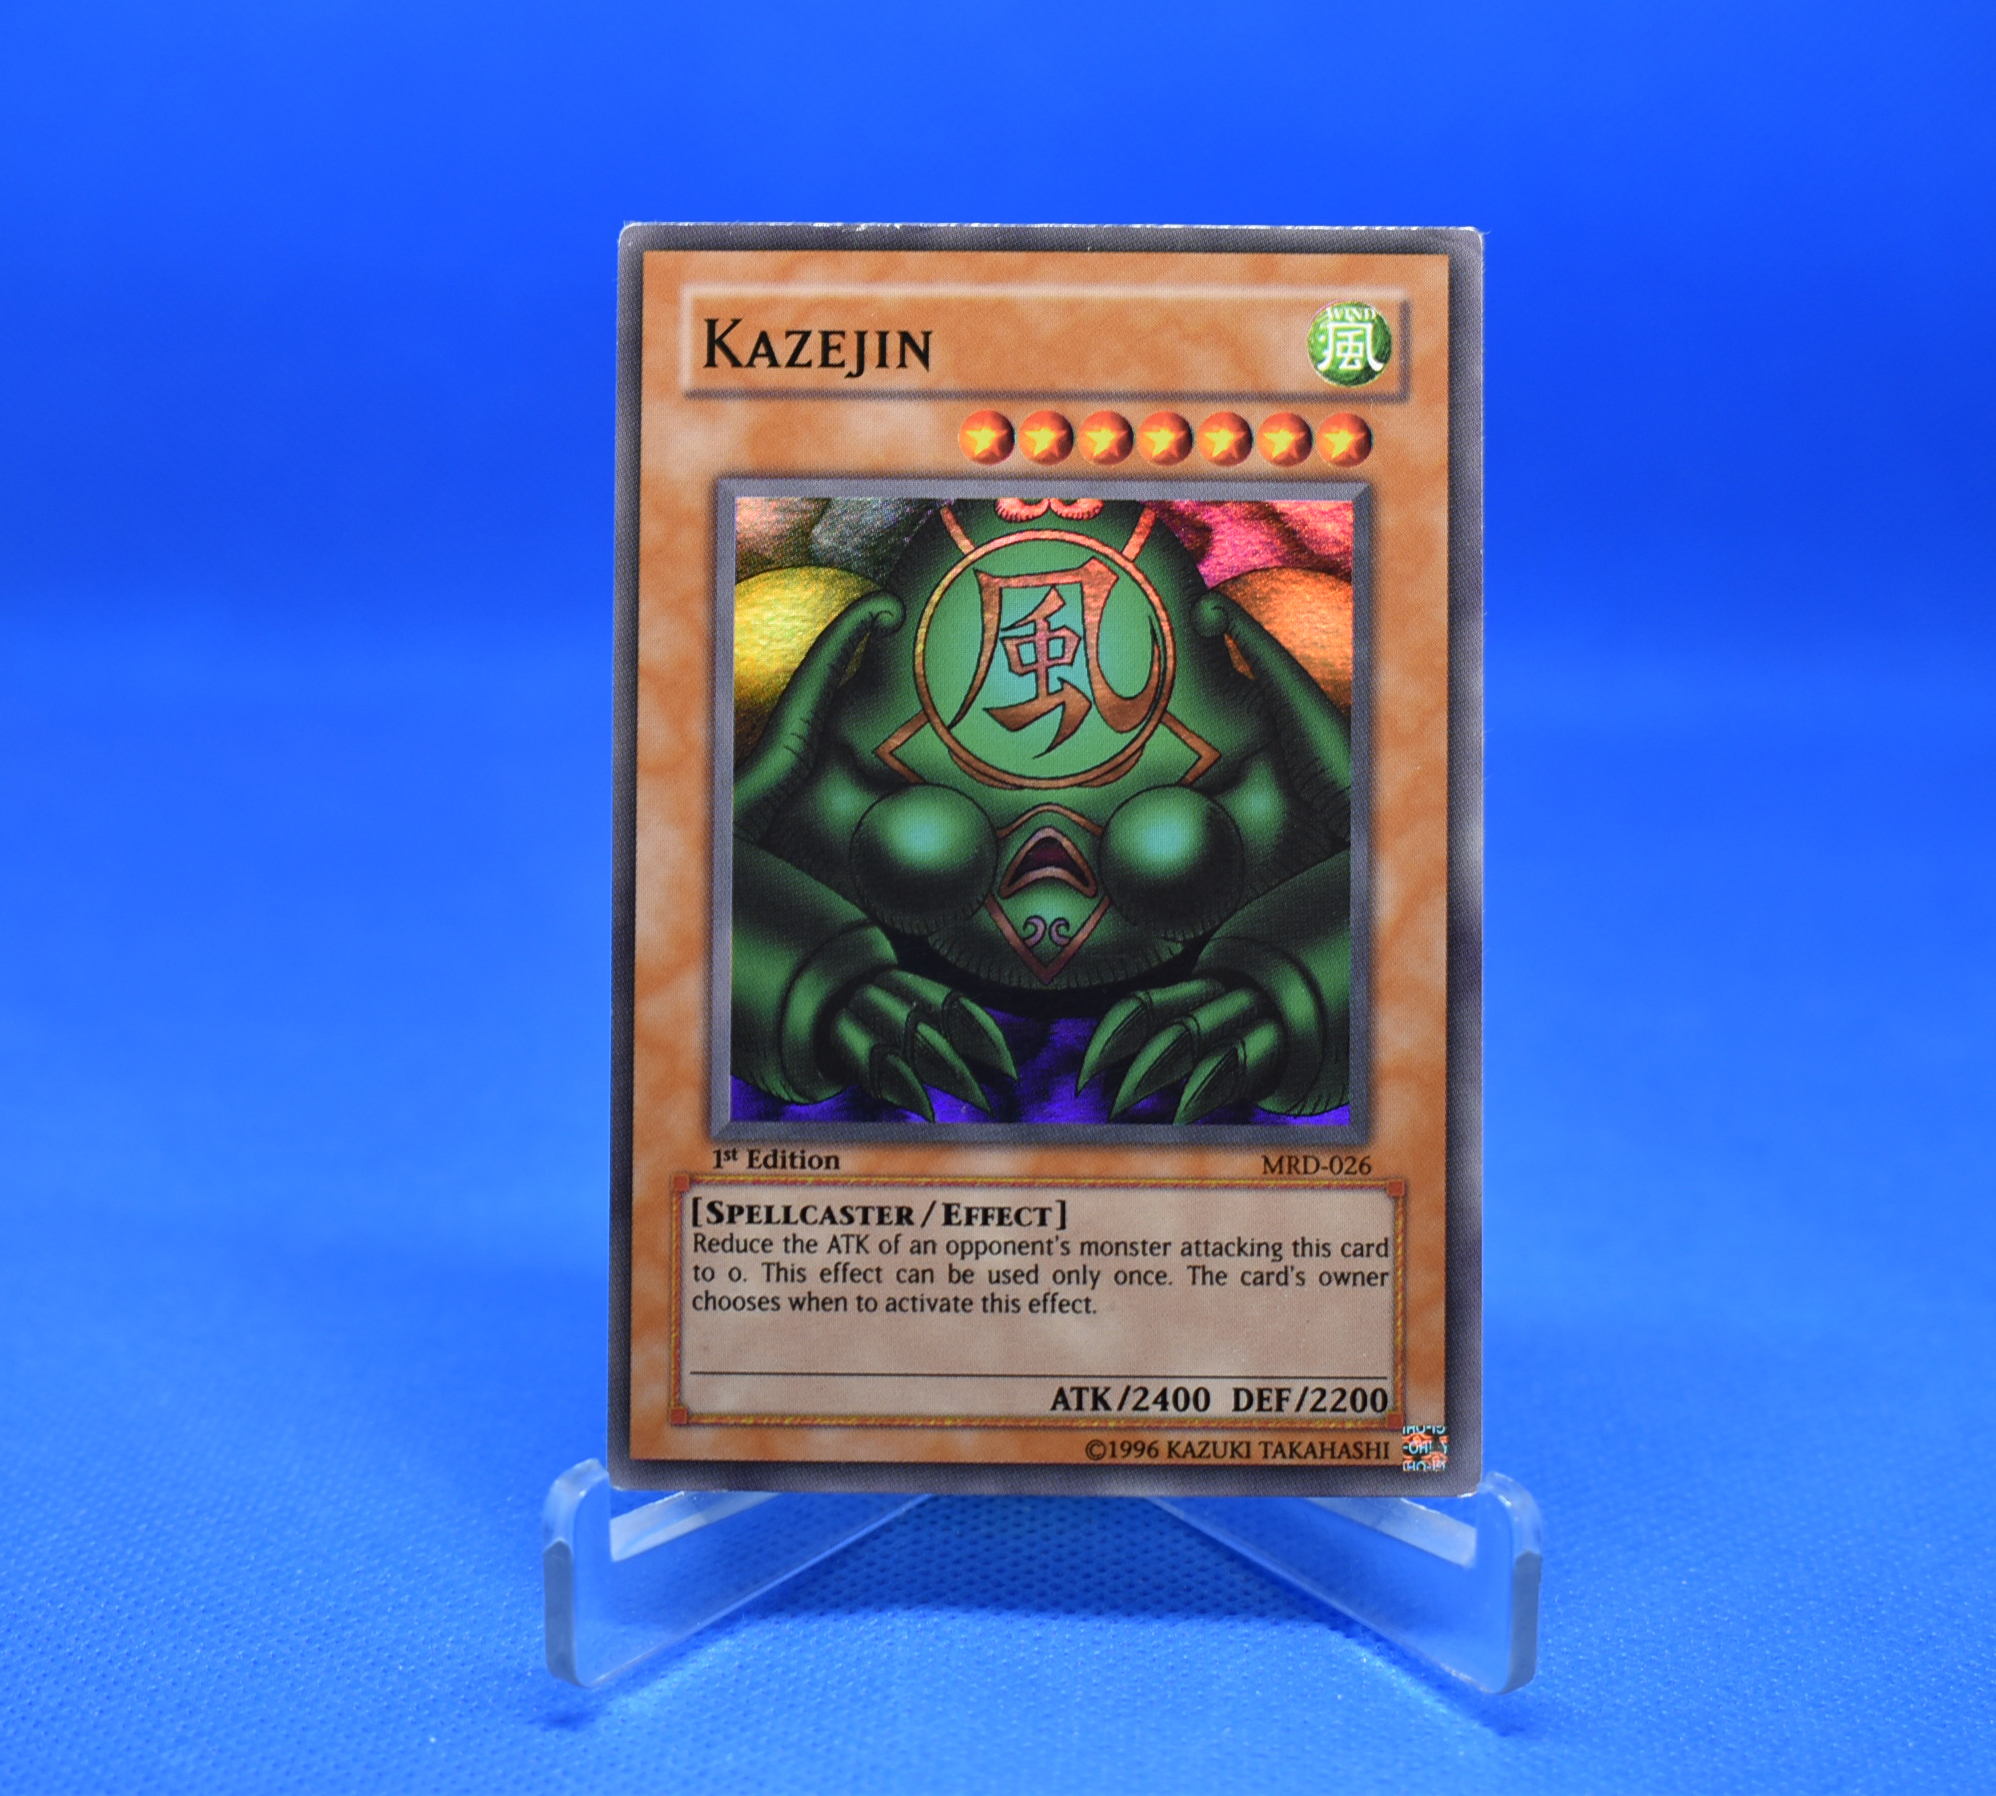 KAZEJIN
WIND
風
風
1st Edition
MRD-026
[SPELLCASTER/EFFECT]
Reduce the ATK of an opponent's monster attacking this card
to 0. This effect can be used only once. The card's owner
chooses when to activate this effect.
ATK/2400 DEF/2200
©1996 KAZUKI TAKAHASHI